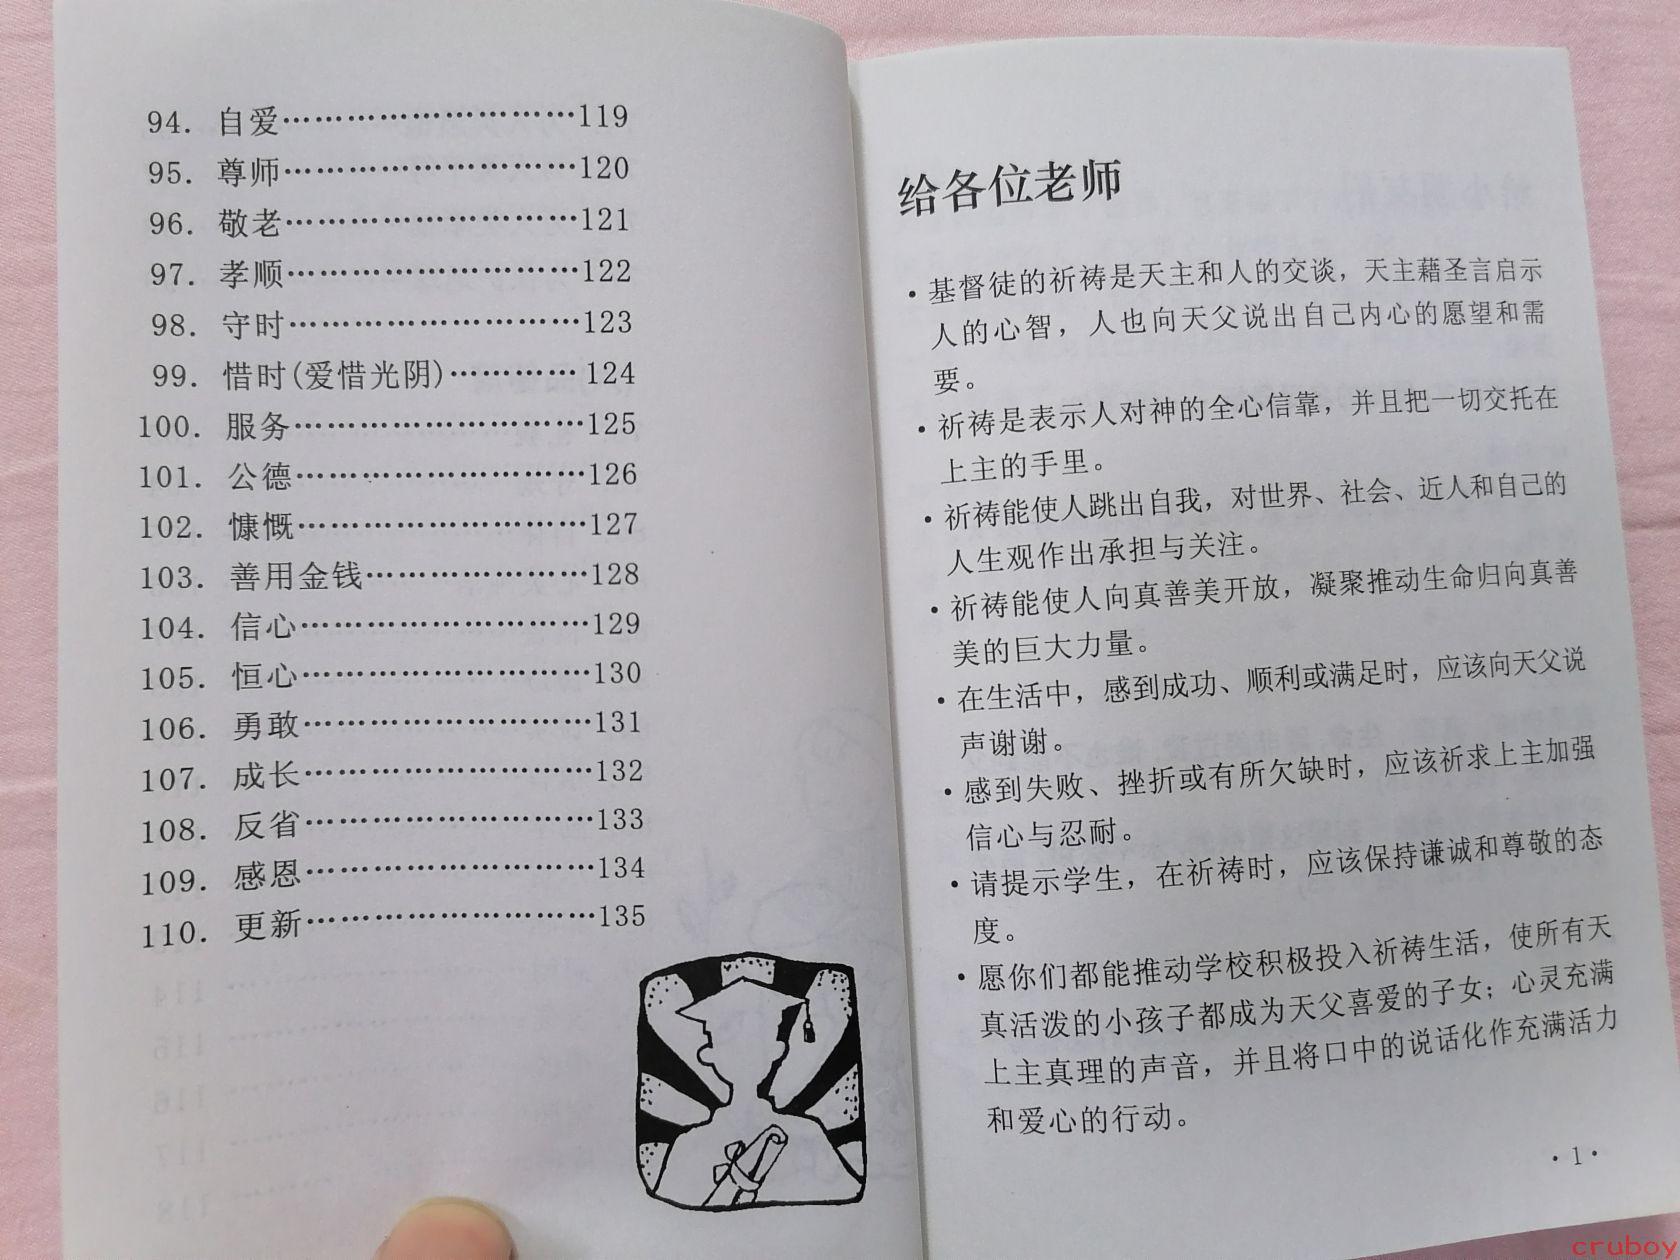 94. 自爱…………………………119
95. 尊师…………………………120
96. 敬老…………………………121
97. 孝顺…………………………122
98. 守时…………………………123
99. 惜时(爱惜光阴)………… 124
100. 服务…………………………125
101. 公德…………………………126
102. 慷慨…………………………127
103. 善用金钱…………………128
104. 信心…………………………129
105. 恒心…………………………130
106. 勇敢…………………………131
107. 成长…………………………132
108. 反省…………………………133
109. 感恩…………………………134
110. 更新…………………………135
给各位老师
·基督徒的祈祷是天主和人的交谈，天主藉圣言启示
人的心智，人也向天父说出自己内心的愿望和需
要。
·祈祷是表示人对神的全心信靠，并且把一切交托在
上主的手里。
·祈祷能使人跳出自我，对世界、社会、近人和自己的
人生观作出承担与关注。
·祈祷能使人向真善美开放，凝聚推动生命归向真善
美的巨大力量。
·在生活中，感到成功、顺利或满足时，应该向天父说
声谢谢。
·感到失败、挫折或有所欠缺时，应该祈求上主加强
信心与忍耐。
·请提示学生，在祈祷时，应该保持谦诚和尊敬的态
度。
·愿你们都能推动学校积极投入祈祷生活，使所有天
真活泼的小孩子都成为天父喜爱的子女；心灵充满
上主真理的声音，并且将口中的说话化作充满活力
和爱心的行动。
·1·
cruboy